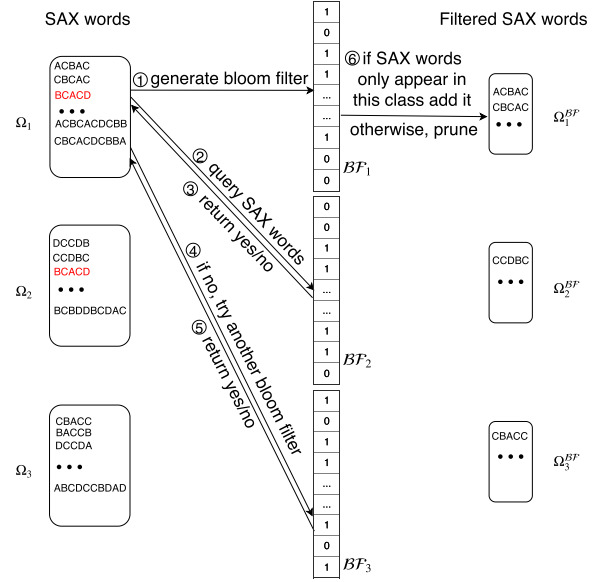 SAX words
Filtered SAX words
Ω1
ACBAC
CBCAC
BCACD
•••
ACBCACDCBB
CBCACDCBBA
① generate bloom filter
② query SAX words
③ return yes/no
④ if no, try another bloom filter
⑤ return yes/no
⑥ if SAX words
only appear in
this class add it
otherwise, prune
1
0
1
1
...
...
1
0
1
BF1
ACBAC
CBCAC
•••
Ω1^BF
Ω2
DCCDB
CCDBC
BCACD
•••
BCBDDBCDAC
0
0
1
1
...
...
1
1
0
BF2
CCDBC
•••
Ω2^BF
Ω3
CBACC
BACCB
DCCDA
•••
ABCDCCBDAD
1
0
1
1
...
...
1
0
1
BF3
CBACC
•••
Ω3^BF